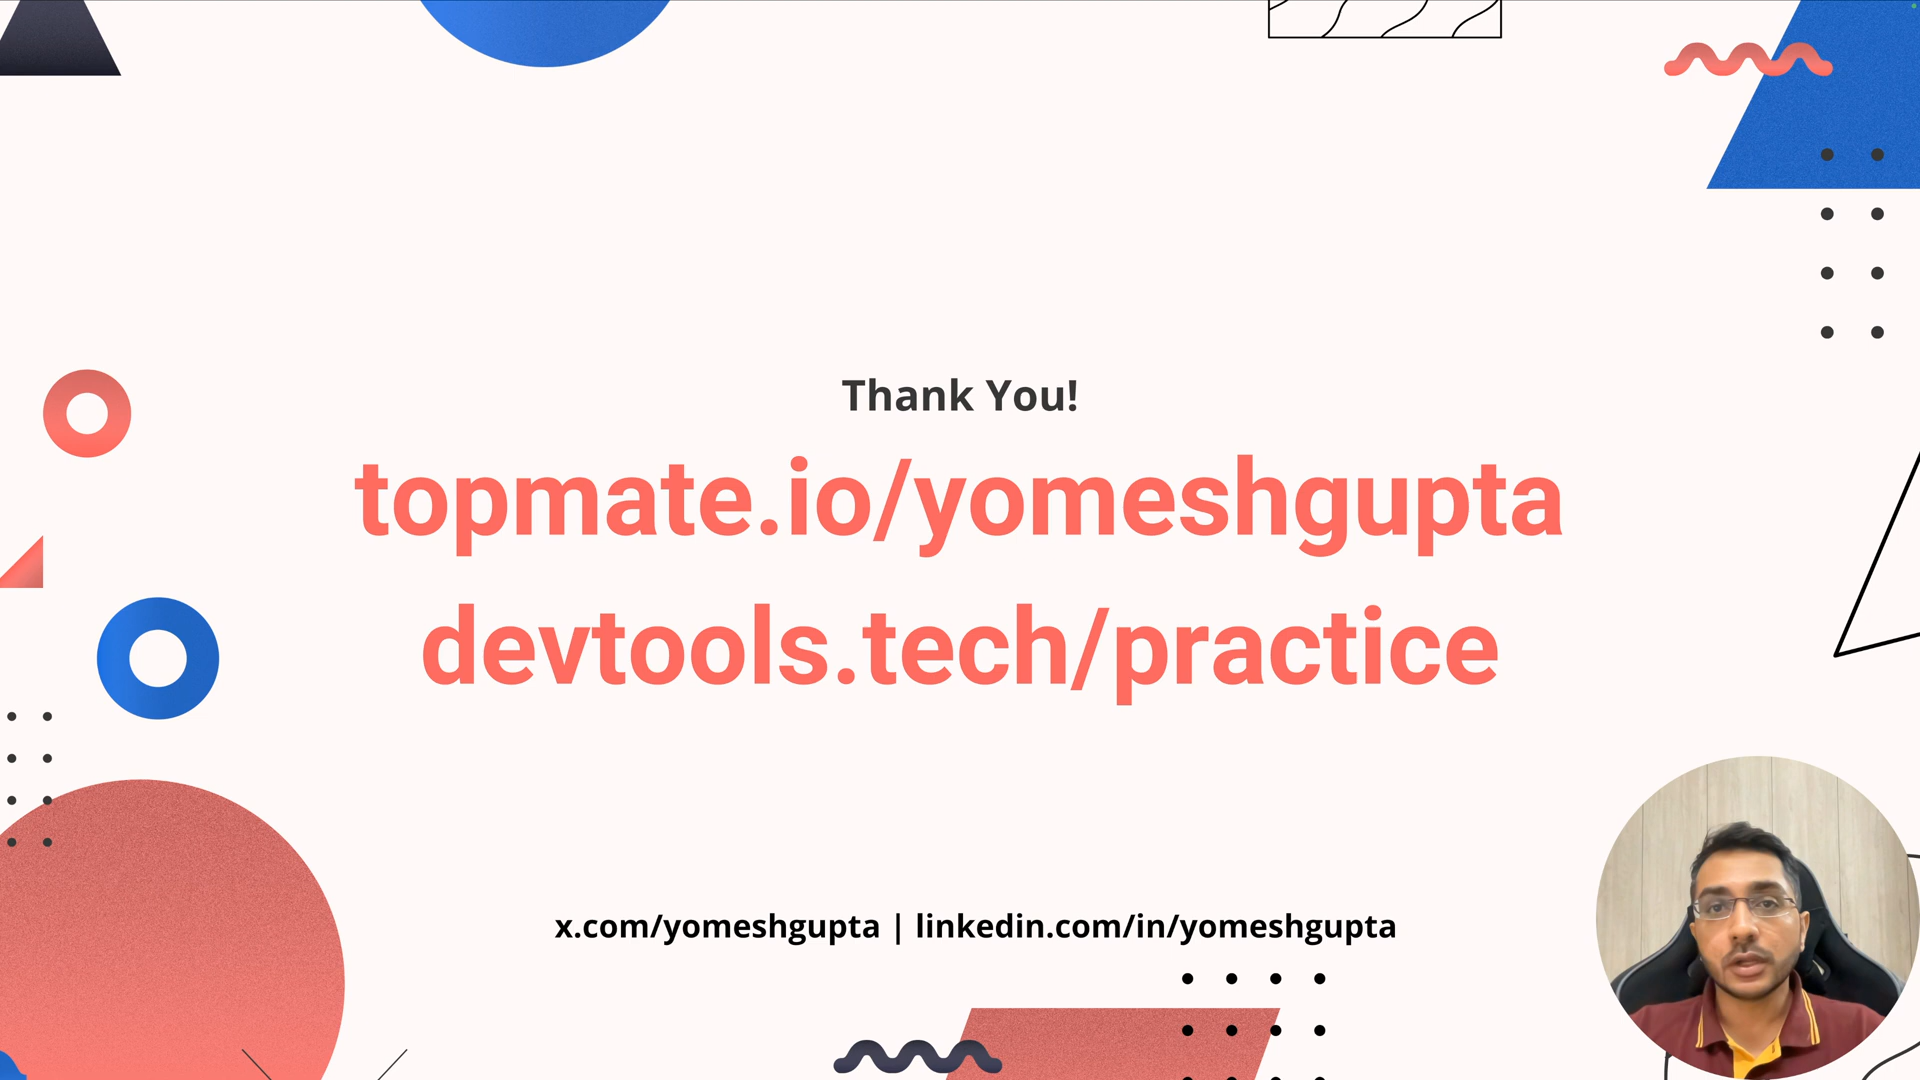 Thank You!
topmate.io/yomeshgupta
devtools.tech/practice
x.com/yomeshgupta | linkedin.com/in/yomeshgupta